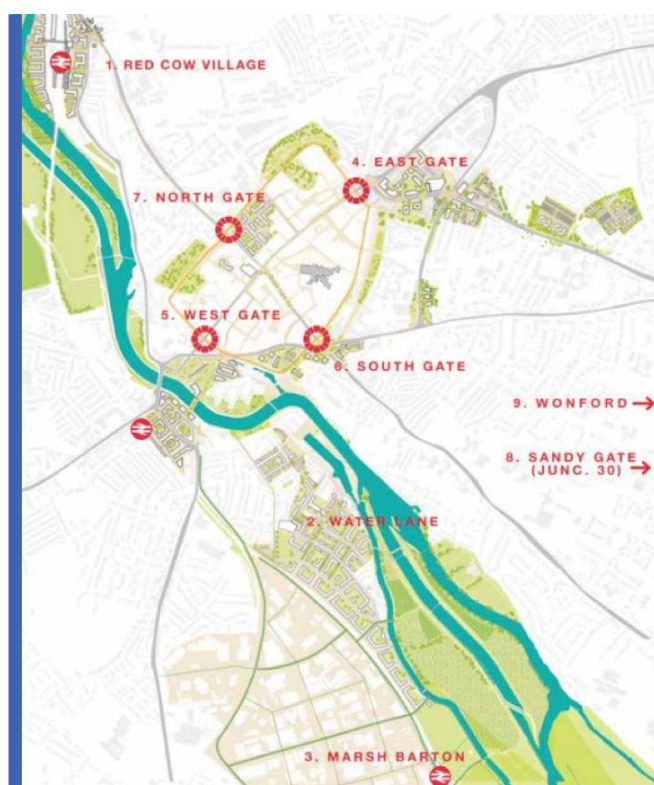 1. RED COW VILLAGE
4. EAST GATE
7. NORTH GATE
5. WEST GATE
6. SOUTH GATE
9. WONFORD
8. SANDY GATE
(JUNC. 30)
2. WATER LANE
3. MARSH BARTON